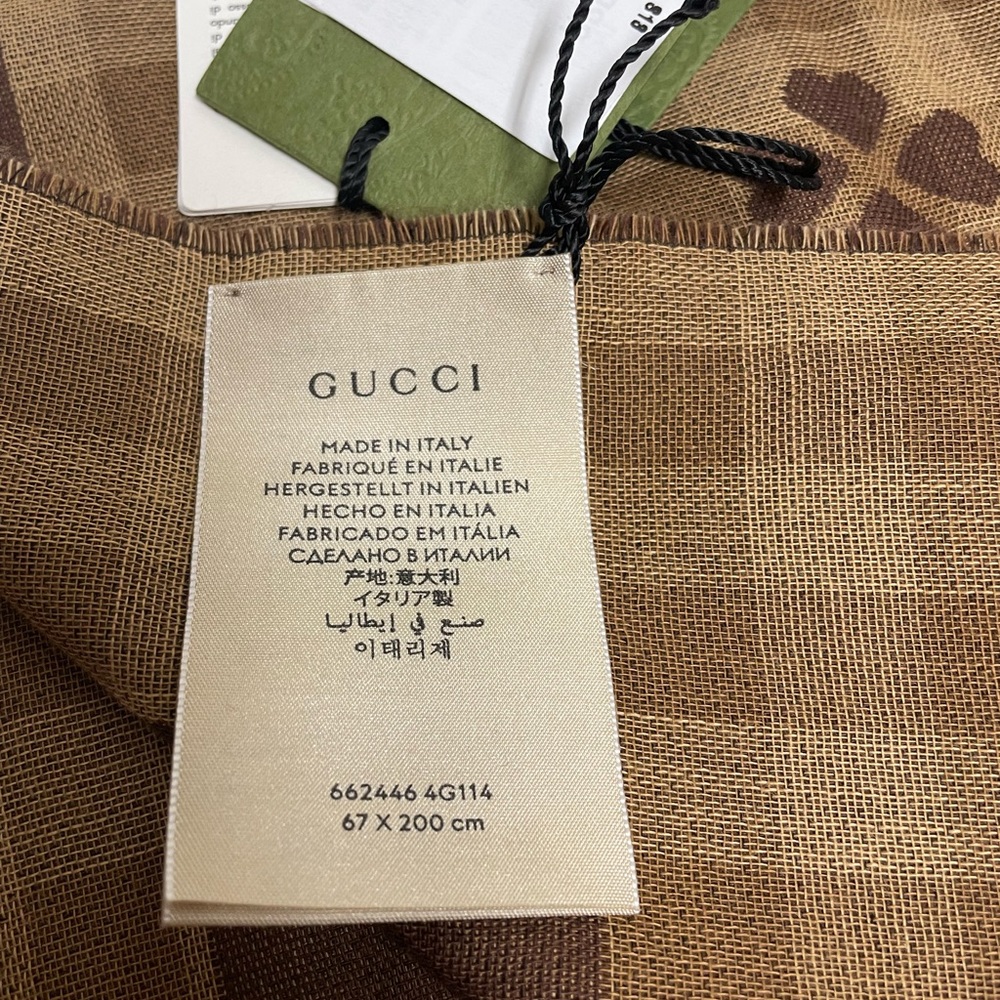 818
GUCCI
MADE IN ITALY
FABRIQUÉ EN ITALIE
HERGESTELLT IN ITALIEN
HECHO EN ITALIA
FABRICADO EM ITÁLIA
СДЕЛАНО В ИТАЛИИ
产地:意大利
イタリア製
صنع في إيطاليا
이태리제
662446 4G114
67 X 200 cm